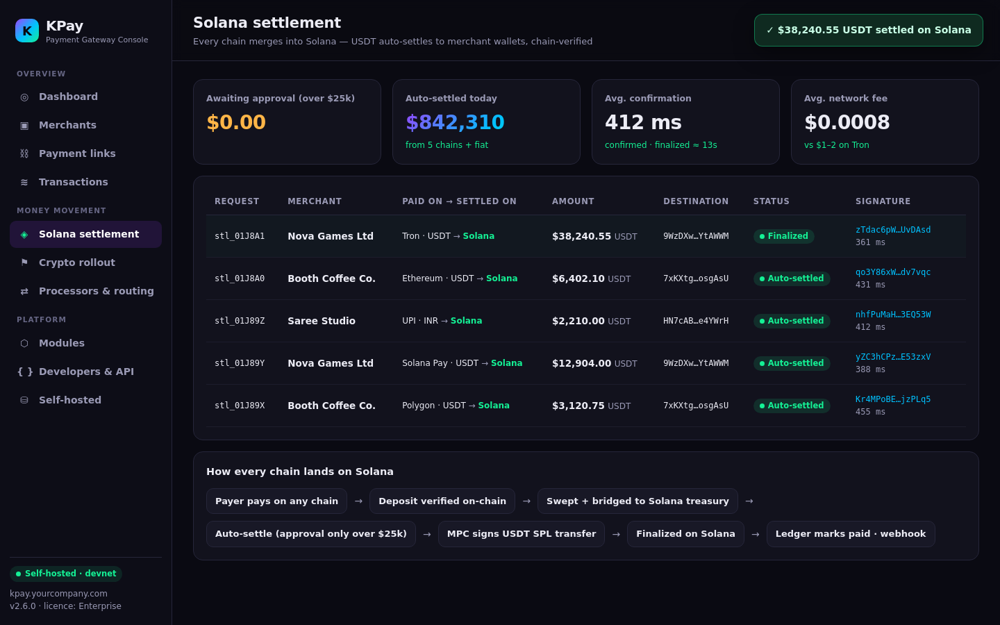 K
KPay
Payment Gateway Console
OVERVIEW
Dashboard
Merchants
Payment links
Transactions
MONEY MOVEMENT
Solana settlement
Crypto rollout
Processors & routing
PLATFORM
Modules
{ } Developers & API
Self-hosted
Self-hosted · devnet
kpay.yourcompany.com
v2.6.0 · licence: Enterprise
Solana settlement
Every chain merges into Solana — USDT auto-settles to merchant wallets, chain-verified
✓ $38,240.55 USDT settled on Solana
Awaiting approval (over $25k)
$0.00
Auto-settled today
$842,310
from 5 chains + fiat
Avg. confirmation
412 ms
confirmed · finalized ≈ 13s
Avg. network fee
$0.0008
vs $1–2 on Tron
REQUEST MERCHANT PAID ON → SETTLED ON AMOUNT DESTINATION STATUS SIGNATURE
stl_01J8A1 Nova Games Ltd Tron · USDT → Solana $38,240.55 USDT 9WzDXw…YtAWWM Finalized zTdac6pW…UvDAsd
361 ms
stl_01J8A0 Booth Coffee Co. Ethereum · USDT → Solana $6,402.10 USDT 7xKXtg…osgAsU Auto-settled qo3Y86xW…dv7vqc
431 ms
stl_01J89Z Saree Studio UPI · INR → Solana $2,210.00 USDT HN7cAB…e4YWrH Auto-settled nhfPuMaH…3EQ53W
412 ms
stl_01J89Y Nova Games Ltd Solana Pay · USDT → Solana $12,904.00 USDT 9WzDXw…YtAWWM Auto-settled yZC3hCPz…E53zxV
388 ms
stl_01J89X Booth Coffee Co. Polygon · USDT → Solana $3,120.75 USDT 7xKXtg…osgAsU Auto-settled Kr4MPoBE…jzPLq5
455 ms
How every chain lands on Solana
Payer pays on any chain → Deposit verified on-chain → Swept + bridged to Solana treasury →
Auto-settle (approval only over $25k) → MPC signs USDT SPL transfer → Finalized on Solana → Ledger marks paid · webhook